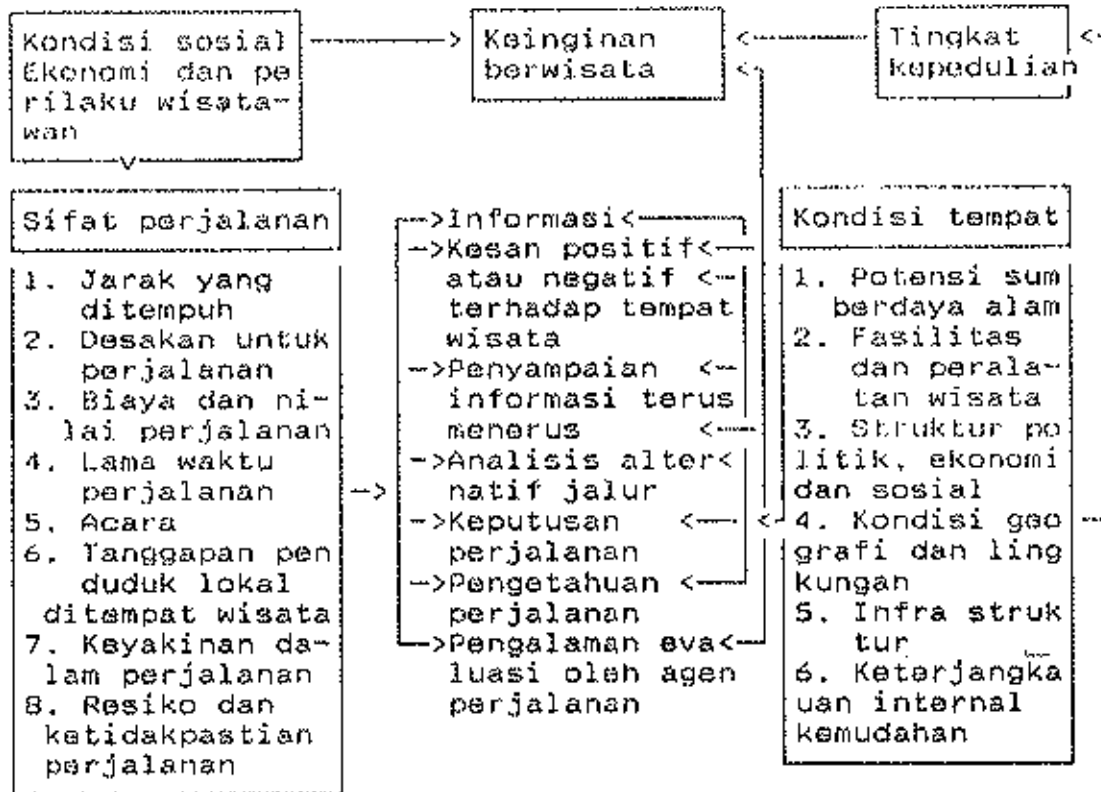 Kondisi sosial
Ekonomi dan pe
rilaku wisata-
wan
Keinginan
berwisata
Tingkat
kepedulian
Sifat perjalanan
1. Jarak yang
ditempuh
2. Desakan untuk
perjalanan
3. Biaya dan ni-
lai perjalanan
4. Lama waktu
perjalanan
5. Acara
6. Tanggapan pen
duduk lokal
ditempat wisata
7. Keyakinan da-
lam perjalanan
8. Resiko dan
ketidakpastian
perjalanan
Informasi
Kesan positif
atau negatif
terhadap tempat
wisata
Penyampaian
informasi terus
menerus
Analisis alter
natif jalur
Keputusan
perjalanan
Pengetahuan
perjalanan
Pengalaman eva
luasi oleh agen
perjalanan
Kondisi tempat
1. Potensi sum
berdaya alam
2. Fasilitas
dan perala-
tan wisata
3. Struktur po
litik, ekonomi
dan sosial
4. Kondisi geo
grafi dan ling
kungan
5. Infra struk
tur
6. Keterjangka
uan internal
kemudahan